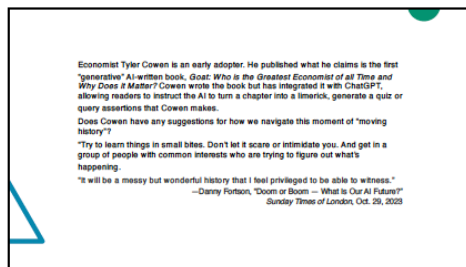 Economist Tyler Cowen is an early adopter. He published what he claims is the first
"generative" AI-written book, Goat: Who is the Greatest Economist of all Time and
Why Does it Matter? Cowen wrote the book but has integrated it with ChatGPT,
allowing readers to instruct the AI to turn a chapter into a limerick, generate a quiz or
query assertions that Cowen makes.
Does Cowen have any suggestions for how we navigate this moment of "moving
history"?
"Try to learn things in small bites. Don't let it scare or intimidate you. And get in a
group of people with common interests who are trying to figure out what's
happening.
"It will be a messy but wonderful history that I feel privileged to be able to witness."
—Danny Fortson, "Doom or Boom — What Is Our AI Future?"
Sunday Times of London, Oct. 29, 2023